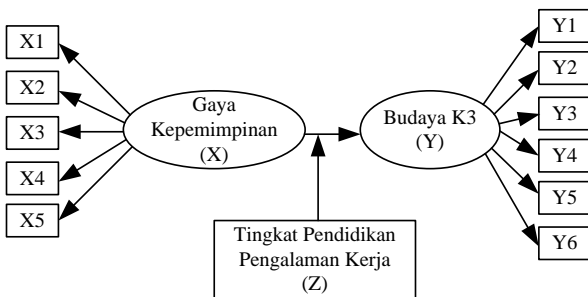 X1
X2
X3
X4
X5
Gaya
Kepemimpinan
(X)
Budaya K3
(Y)
Y1
Y2
Y3
Y4
Y5
Y6
Tingkat Pendidikan
Pengalaman Kerja
(Z)